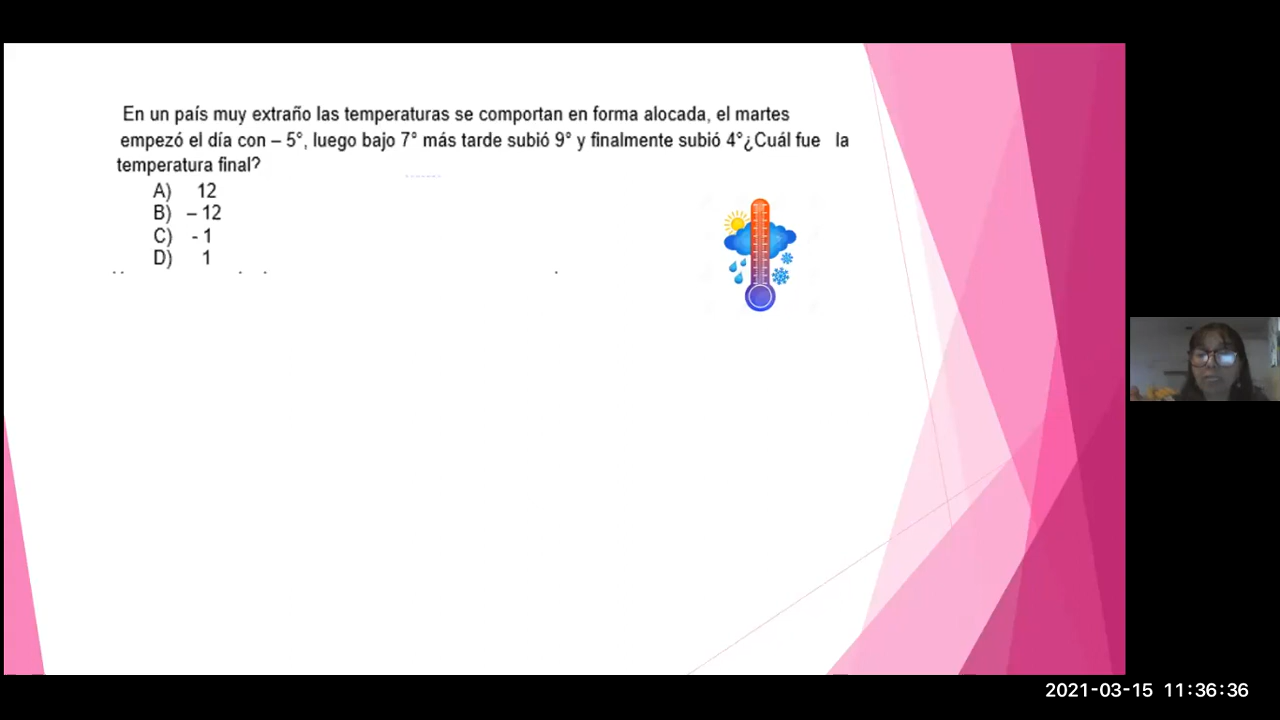 En un país muy extraño las temperaturas se comportan en forma alocada, el martes
empezó el día con – 5°, luego bajo 7° más tarde subió 9° y finalmente subió 4°¿Cuál fue la
temperatura final?
A) 12
B) – 12
C) - 1
D) 1
2021-03-15 11:36:36